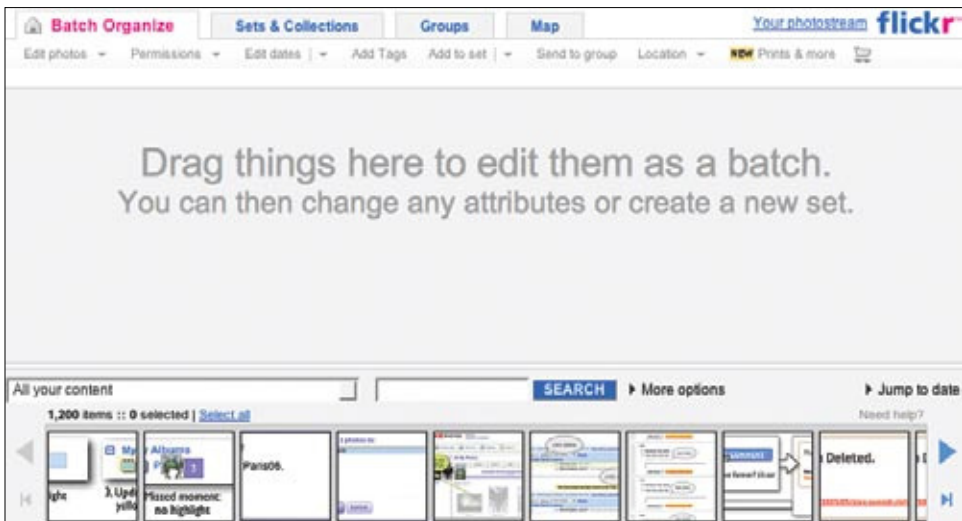 Batch Organize Sets & Collections Groups Map Your photostream flickr
Edit photos Permissions Edit dates | Add Tags Add to set | Send to group Location NEW Prints & more
Drag things here to edit them as a batch.
You can then change any attributes or create a new set.
All your content SEARCH More options Jump to date
1,200 items :: 0 selected | Select all Need help?
My Albums
Paris06.
Missed moment:
no highlight
Deleted.